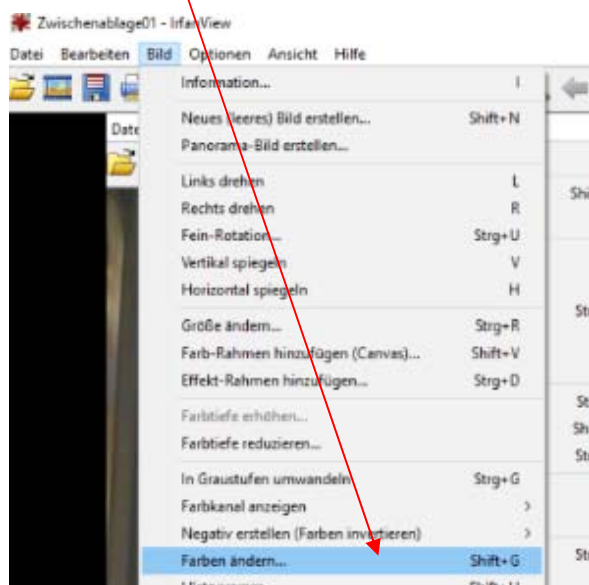 Zwischenablage01 - IrfanView
Datei Bearbeiten Bild Optionen Ansicht Hilfe
Information... I
Neues (leeres) Bild erstellen... Shift+N
Panorama-Bild erstellen...
Links drehen L
Rechts drehen R
Fein-Rotation... Strg+U
Vertikal spiegeln V
Horizontal spiegeln H
Größe ändern... Strg+R
Farb-Rahmen hinzufügen (Canvas)... Shift+V
Effekt-Rahmen hinzufügen... Strg+D
Farbtiefe erhöhen...
Farbtiefe reduzieren...
In Graustufen umwandeln Strg+G
Farbkanal anzeigen
Negativ erstellen (Farben invertieren)
Farben ändern... Shift+G